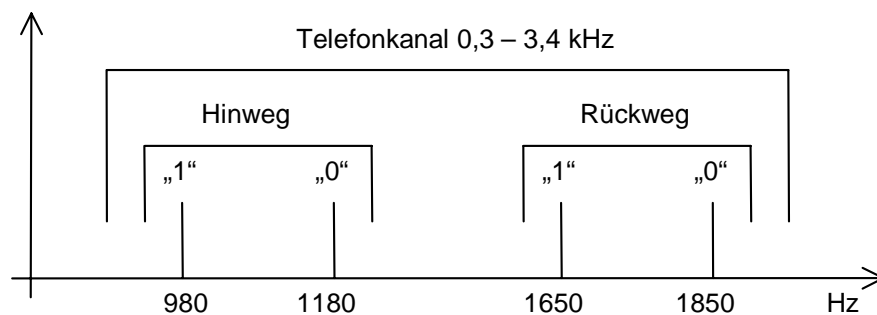 Telefonkanal 0,3 – 3,4 kHz
Hinweg Rückweg
„1“ „0“ „1“ „0“
980 1180 1650 1850 Hz